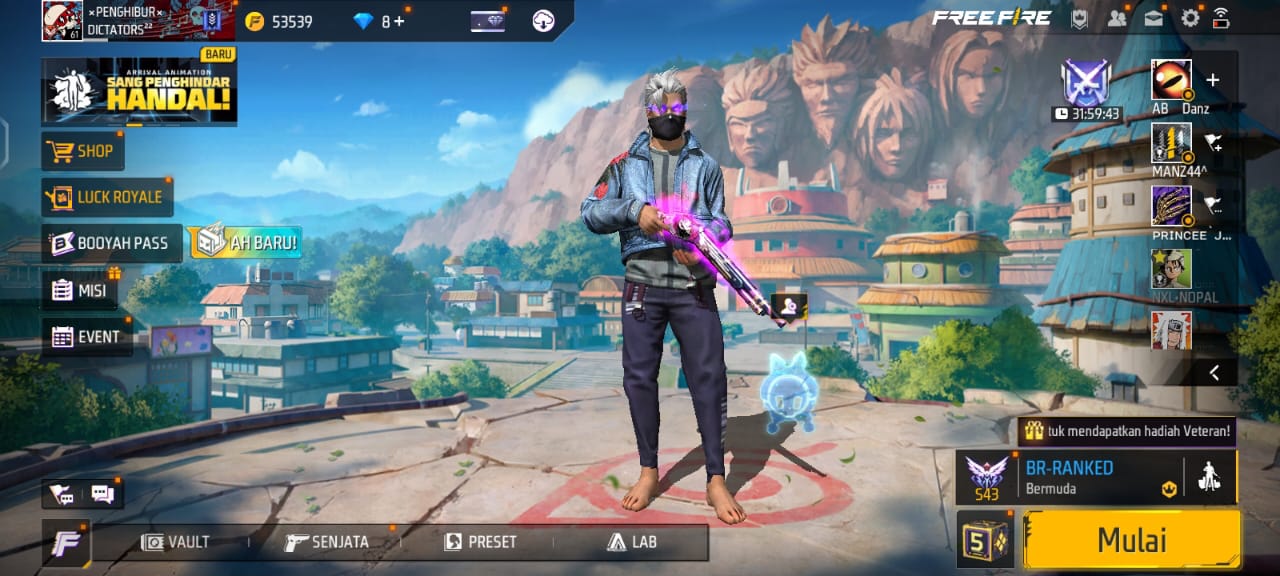 ×PENGHIBUR×
DICTATORS²²
61
53539
8+
FREE FIRE
BARU
ARRIVAL ANIMATION
SANG PENGHINDAR
HANDAL!
SHOP
LUCK ROYALE
BOOYAH PASS
AH BARU!
MISI
EVENT
31:59:43
AB Danz
MANZ44^
PRINCEE J...
NXL•NOPAL
tuk mendapatkan hadiah Veteran!
BR-RANKED
Bermuda
S43
5
Mulai
VAULT
SENJATA
PRESET
LAB